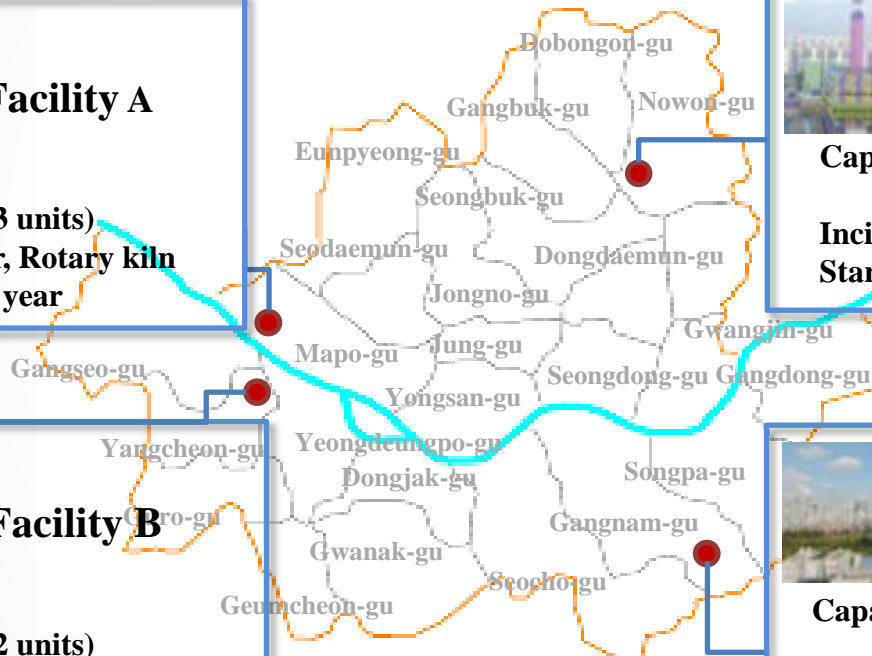 Facility A
3 units)
r, Rotary kiln
year
Dobongon-gu
Gangbuk-gu
Nowon-gu
Eunpyeong-gu
Seongbuk-gu
Seodaemun-gu
Dongdaemun-gu
Jongno-gu
Gwangjin-gu
Mapo-gu
Jung-gu
Gangseo-gu
Seongdong-gu
Gangdong-gu
Yongsan-gu
Yangcheon-gu
Yeongdeungpo-gu
Dongjak-gu
Songpa-gu
Guro-gu
Gangnam-gu
Gwanak-gu
Seocho-gu
Geumcheon-gu
Facility B
2 units)
Cap
Inci
Star
Capa